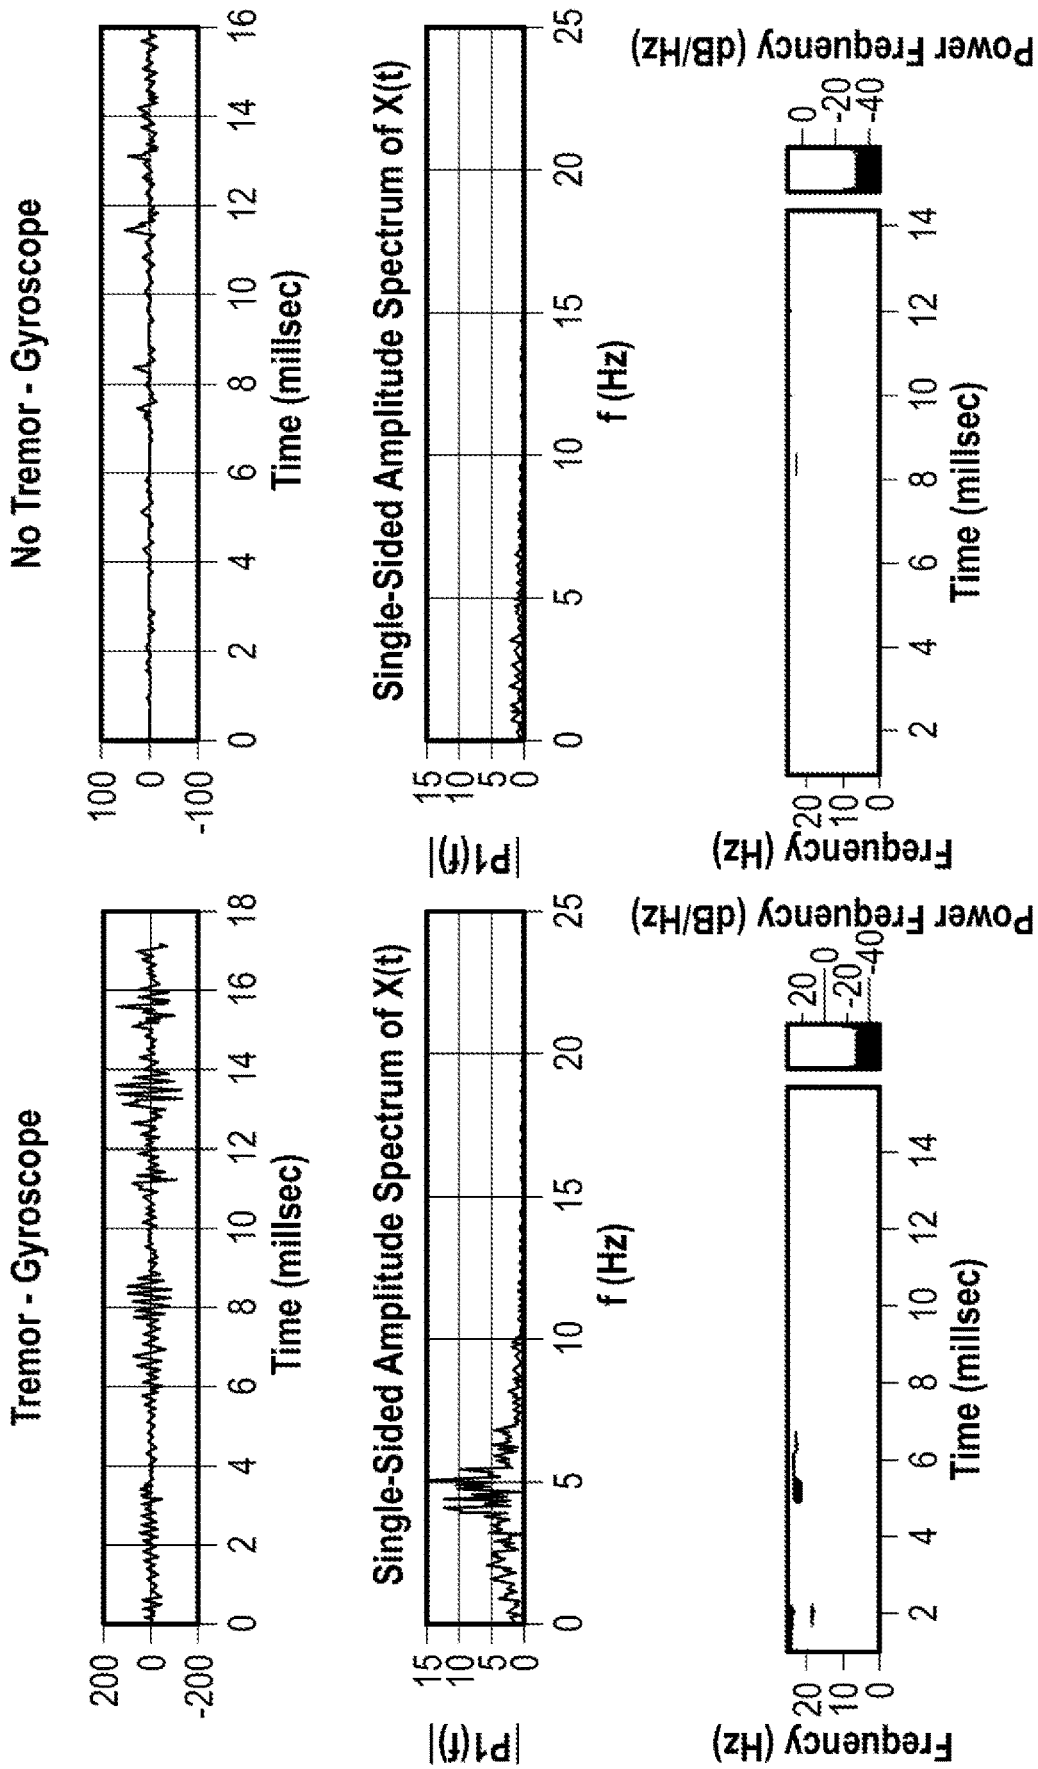 Tremor - Gyroscope
200
0
-200
0 2 4 6 8 10 12 14 16 18
Time (millsec)
Single-Sided Amplitude Spectrum of X(t)
|P1(f)|
15
10
5
0
0 5 10 15 20 25
f (Hz)
Frequency (Hz)
20
10
0
2 4 6 8 10 12 14
Time (millsec)
20
0
-20
-40
Power Frequency (dB/Hz)
No Tremor - Gyroscope
100
0
-100
0 2 4 6 8 10 12 14 16
Time (millsec)
Single-Sided Amplitude Spectrum of X(t)
|P1(f)|
15
10
5
0
0 5 10 15 20 25
f (Hz)
Frequency (Hz)
20
10
0
2 4 6 8 10 12 14
Time (millsec)
0
-20
-40
Power Frequency (dB/Hz)